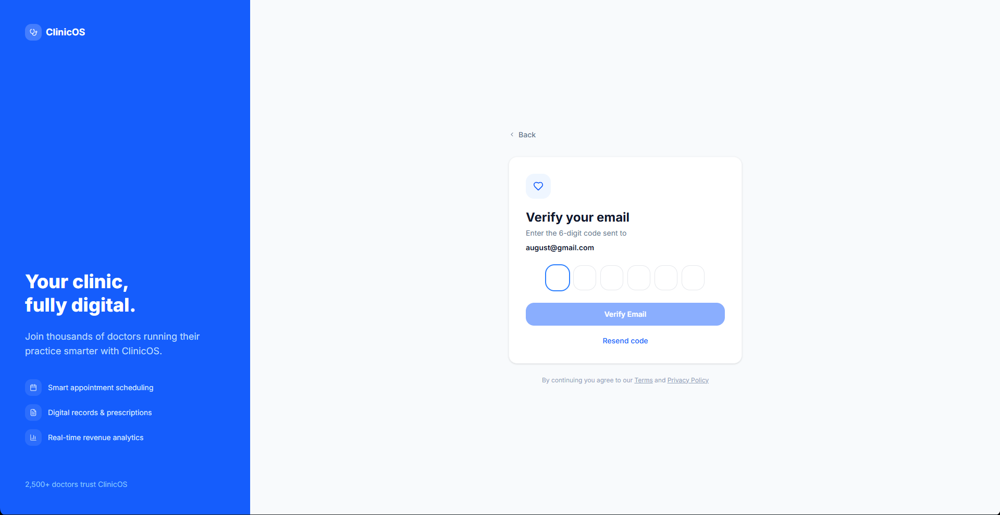 ClinicOS
Your clinic,
fully digital.
Join thousands of doctors running their
practice smarter with ClinicOS.
Smart appointment scheduling
Digital records & prescriptions
Real-time revenue analytics
2,500+ doctors trust ClinicOS
Back
Verify your email
Enter the 6-digit code sent to
august@gmail.com
Verify Email
Resend code
By continuing you agree to our Terms and Privacy Policy